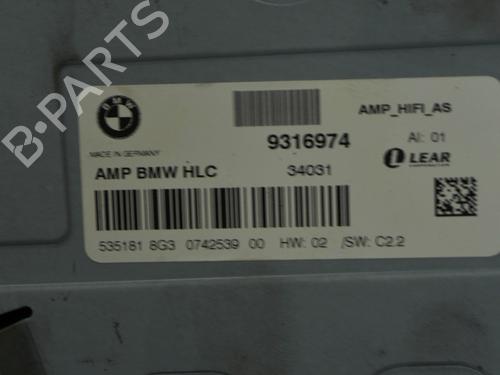 BMW
AMP_HIFI_AS
MADE IN GERMANY
9316974
AI: 01
AMP BMW HLC
34031
LEAR
CORPORATION
535181 8G3 0742539 00 HW: 02 /SW: C2.2
B-PARTS